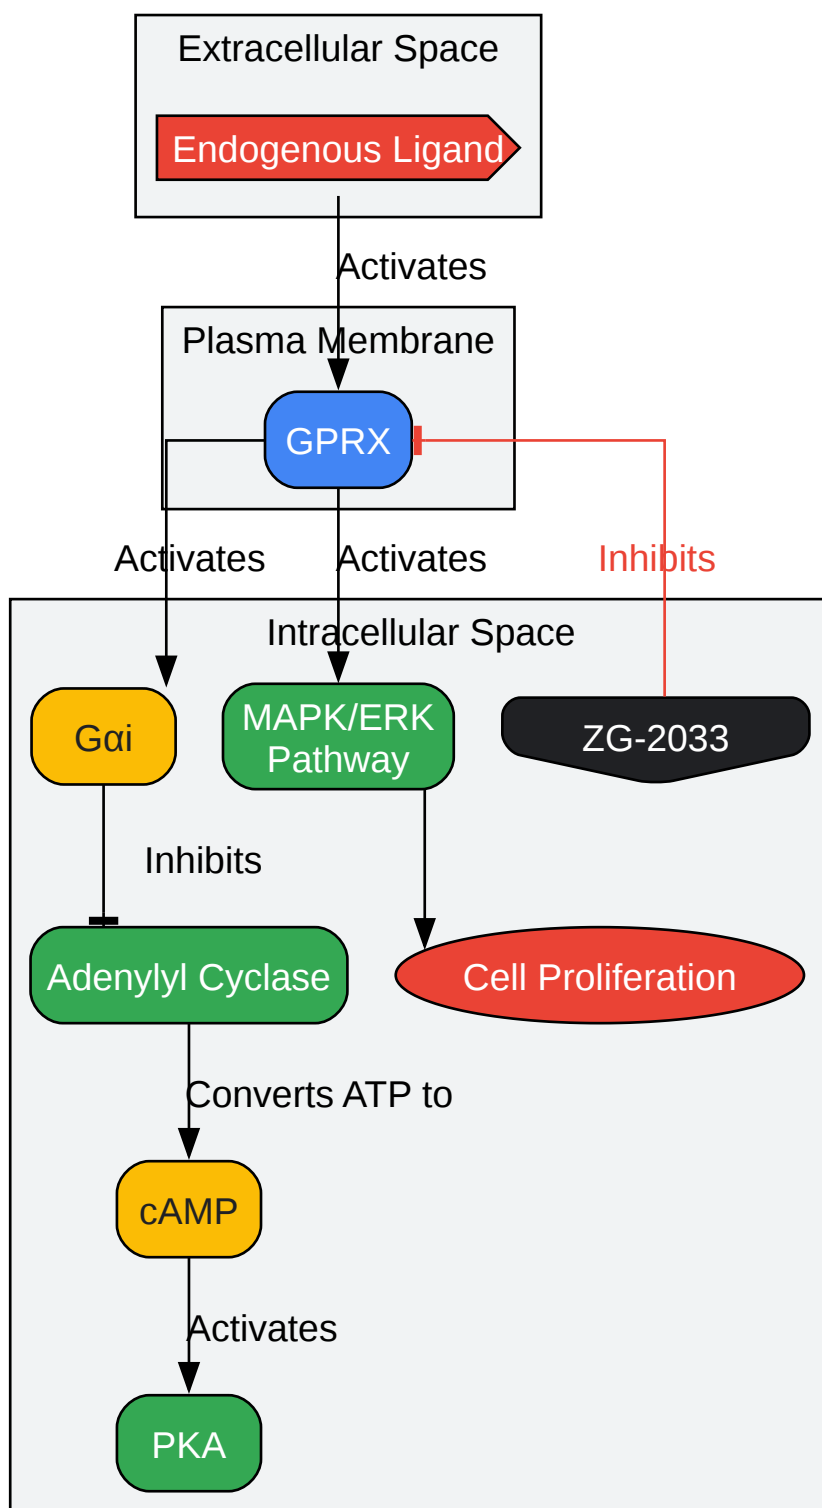 Extracellular Space
Endogenous Ligand
Activates
Plasma Membrane
GPRX
Activates
Activates
Inhibits
Intracellular Space
Gαi
MAPK/ERK
Pathway
ZG-2033
Inhibits
Adenylyl Cyclase
Cell Proliferation
Converts ATP to
cAMP
Activates
PKA